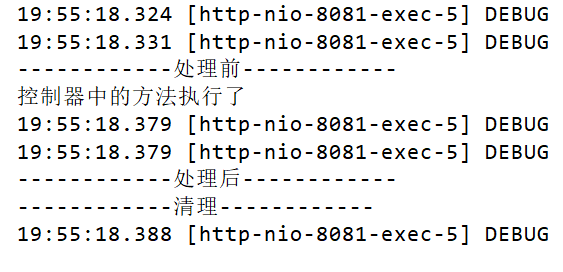 19:55:18.324 [http-nio-8081-exec-5] DEBUG
19:55:18.331 [http-nio-8081-exec-5] DEBUG
------------处理前------------
控制器中的方法执行了
19:55:18.379 [http-nio-8081-exec-5] DEBUG
19:55:18.379 [http-nio-8081-exec-5] DEBUG
------------处理后------------
------------清理------------
19:55:18.388 [http-nio-8081-exec-5] DEBUG